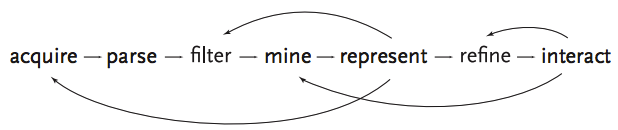 acquire — parse — filter — mine — represent — refine — interact